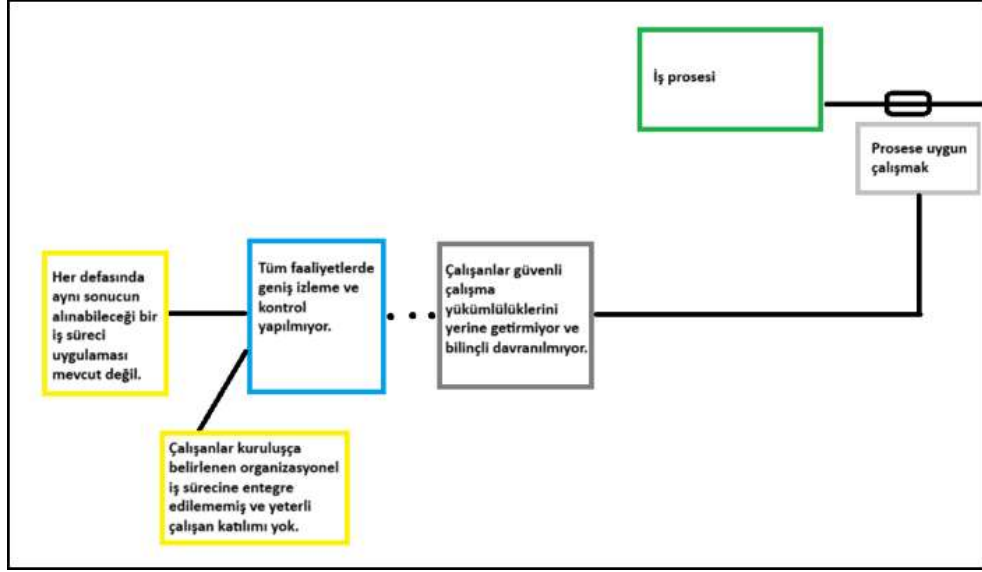 İş prosesi
Prosese uygun
çalışmak
Her defasında
aynı sonucun
alınabileceği bir
iş süreci
uygulaması
mevcut değil.
Tüm faaliyetlerde
geniş izleme ve
kontrol
yapılmıyor.
Çalışanlar güvenli
çalışma
yükümlülüklerini
yerine getirmiyor ve
bilinçli davranılmıyor.
Çalışanlar kuruluşça
belirlenen organizasyonel
iş sürecine entegre
edilememiş ve yeterli
çalışan katılımı yok.